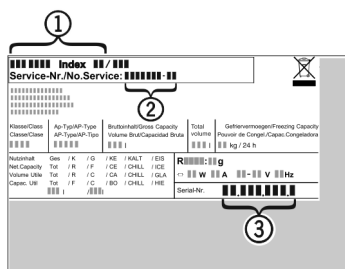 1
Index /
Service-Nr./No.Service: -
2
Klasse/Class Ap-Typ/AP-Type Bruttoinhalt/Gross Capacity Total Gefriervermoegen/Freezing Capacity
Classe/Clase AP-Type/AP-Tipo Volume Brut/Capacidad Bruta volume Pouvoir de Congel./Capac.Congeladora
l l kg / 24 h
Nutzinhalt Ges / K / G / KE / KALT / EIS
Net.Capacity Tot / R / F / CE / CHILL / ICE
Volume Utile Tot / R / C / CA / CHILL / GLA
Capac. Util Tot / F / C / BO / CHILL / HIE
l / l
R : g
W A - V Hz
Serial-Nr. . . .
3